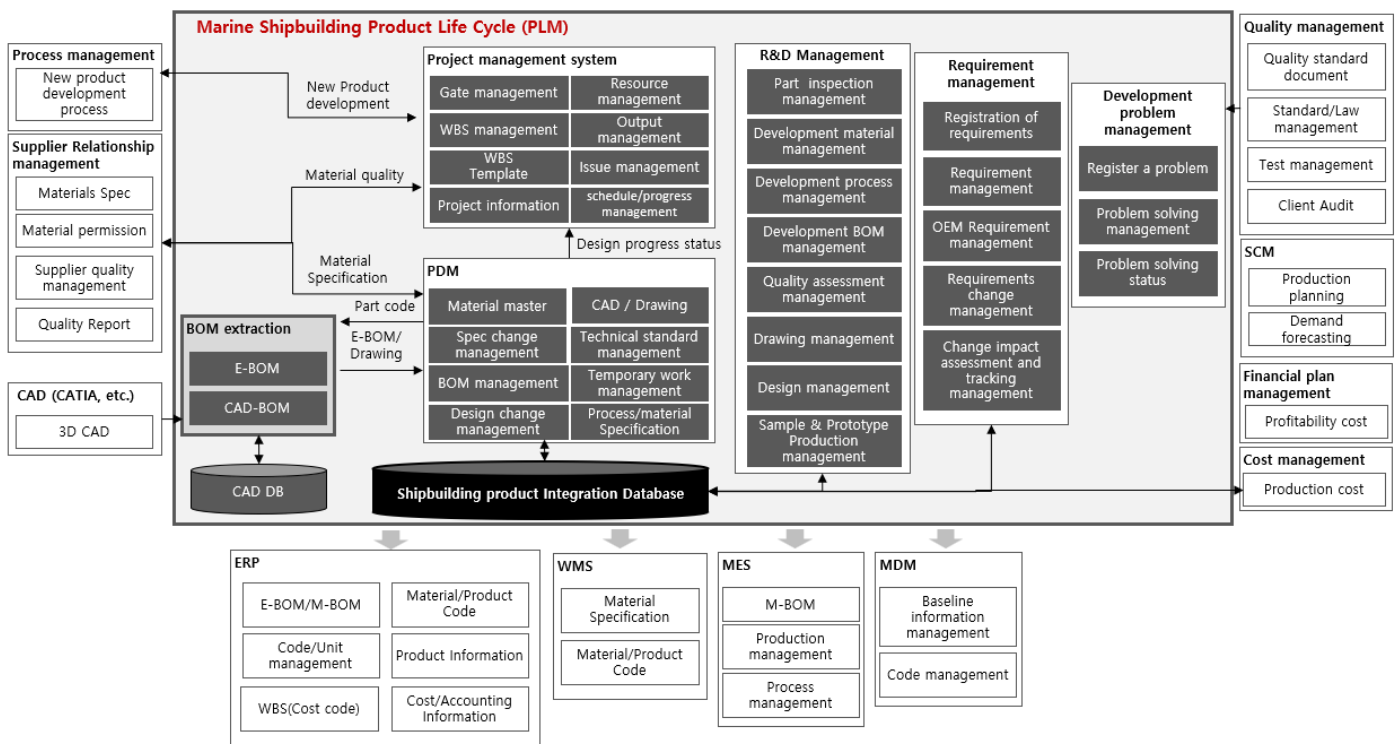 Marine Shipbuilding Product Life Cycle (PLM)
Process management
New product
development
process
Supplier Relationship
management
Materials Spec
Material permission
Supplier quality
management
Quality Report
CAD (CATIA, etc.)
3D CAD
New Product
development
Material quality
Material
Specification
Part code
E-BOM/
Drawing
BOM extraction
E-BOM
CAD-BOM
CAD DB
Project management system
Gate management
Resource
management
WBS management
Output
management
WBS
Template
Issue management
Project information
schedule/progress
management
Design progress status
PDM
Material master
CAD / Drawing
Spec change
management
Technical standard
management
BOM management
Temporary work
management
Design change
management
Process/material
Specification
Shipbuilding product Integration Database
R&D Management
Part inspection
management
Development material
management
Development process
management
Development BOM
management
Quality assessment
management
Drawing management
Design management
Sample & Prototype
Production
management
Requirement
management
Registration of
requirements
Requirement
management
OEM Requirement
management
Requirements
change
management
Change impact
assessment and
tracking
management
Development
problem
management
Register a problem
Problem solving
management
Problem solving
status
Quality management
Quality standard
document
Standard/Law
management
Test management
Client Audit
SCM
Production
planning
Demand
forecasting
Financial plan
management
Profitability cost
Cost management
Production cost
ERP
E-BOM/M-BOM
Material/Product
Code
Code/Unit
management
Product Information
WBS(Cost code)
Cost/Accounting
Information
WMS
Material
Specification
Material/Product
Code
MES
M-BOM
Production
management
Process
management
MDM
Baseline
information
management
Code management